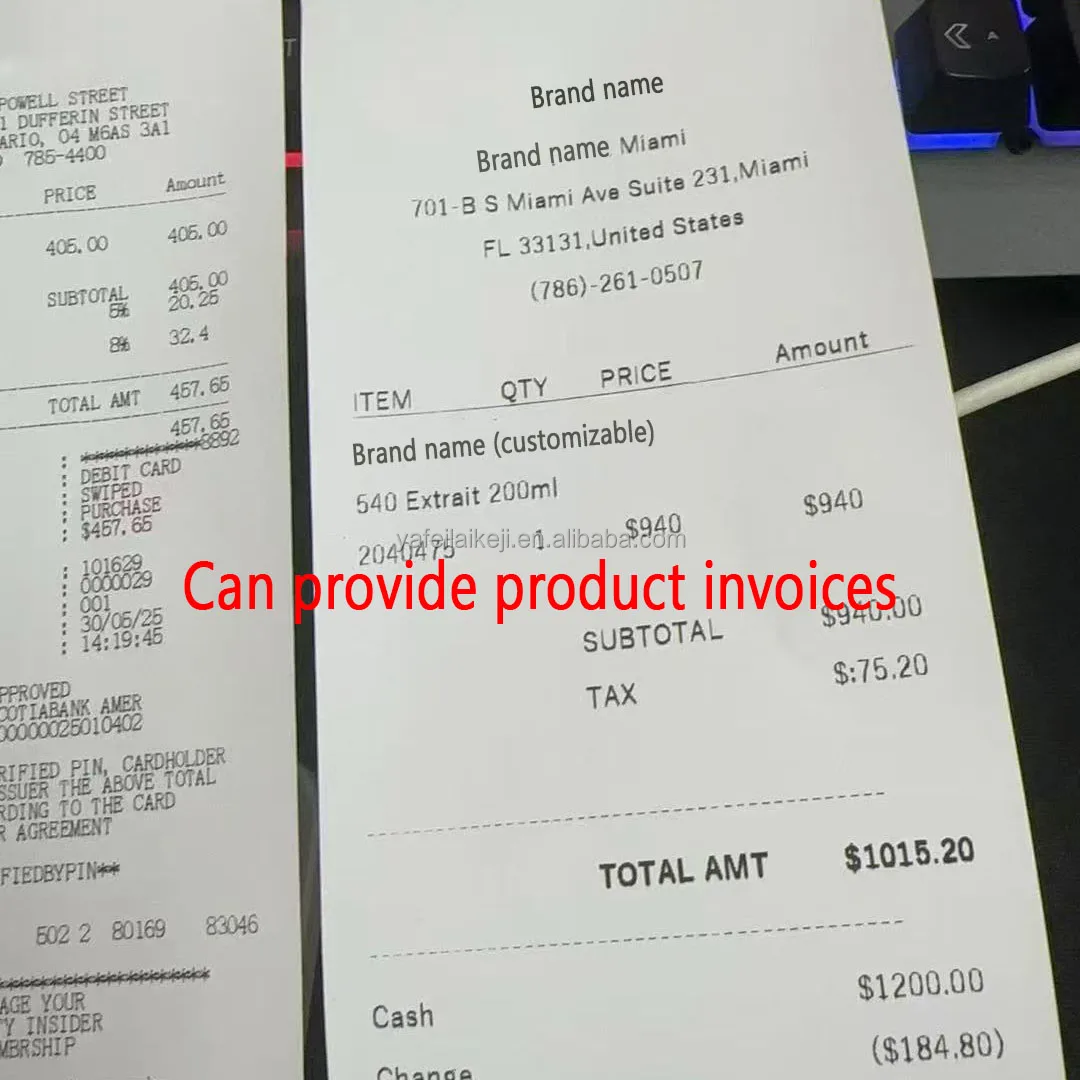 POWELL STREET
1 DUFFERIN STREET
ARIO, O4 M6AS 3A1
785-4400
PRICE Amount
405.00 405.00
SUBTOTAL 405.00
5% 20.25
8% 32.4
TOTAL AMT 457.65
457.65
: ************8892
: DEBIT CARD
: SWIPED
: PURCHASE
: $457.65
: 101629
: 0000029
: 001
: 30/05/25
: 14:19:45
PPROVED
COTIABANK AMER
00000025010402
RIFIED PIN, CARDHOLDER
SSUER THE ABOVE TOTAL
RDING TO THE CARD
R AGREEMENT
FIEDBYPIN**
502 2 80169 83046
AGE YOUR
Y INSIDER
MBRSHIP
Brand name
Brand name Miami
701-B S Miami Ave Suite 231,Miami
FL 33131,United States
(786)-261-0507
ITEM QTY PRICE Amount
Brand name (customizable)
540 Extrait 200ml
2040475 1 $940 $940
yafeilaikeji.en.alibaba.com
Can provide product invoices
SUBTOTAL $940.00
TAX $:75.20
TOTAL AMT $1015.20
Cash $1200.00
Change ($184.80)